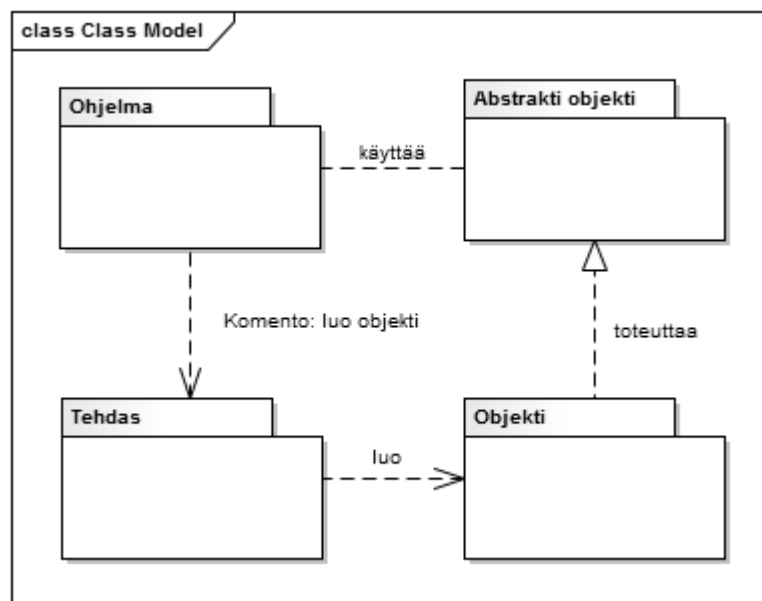 class Class Model
Ohjelma
Abstrakti objekti
käyttää
Komento: luo objekti
toteuttaa
Tehdas
Objekti
luo